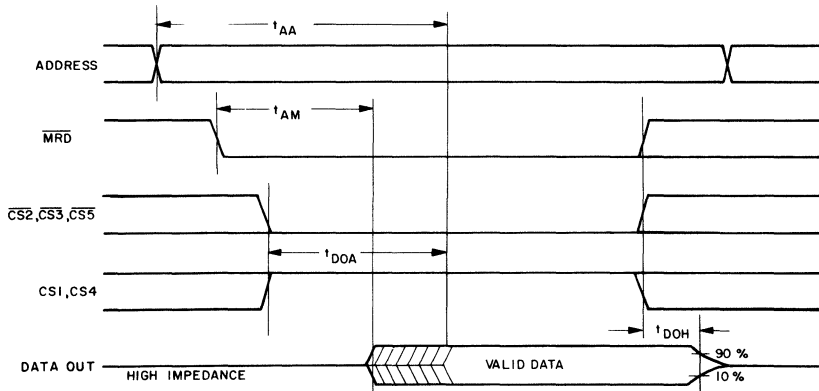 tAA
ADDRESS
tAM
MRD
CS2,CS3,CS5
tDOA
CS1,CS4
tDOH
90 %
DATA OUT
HIGH IMPEDANCE
VALID DATA
10 %